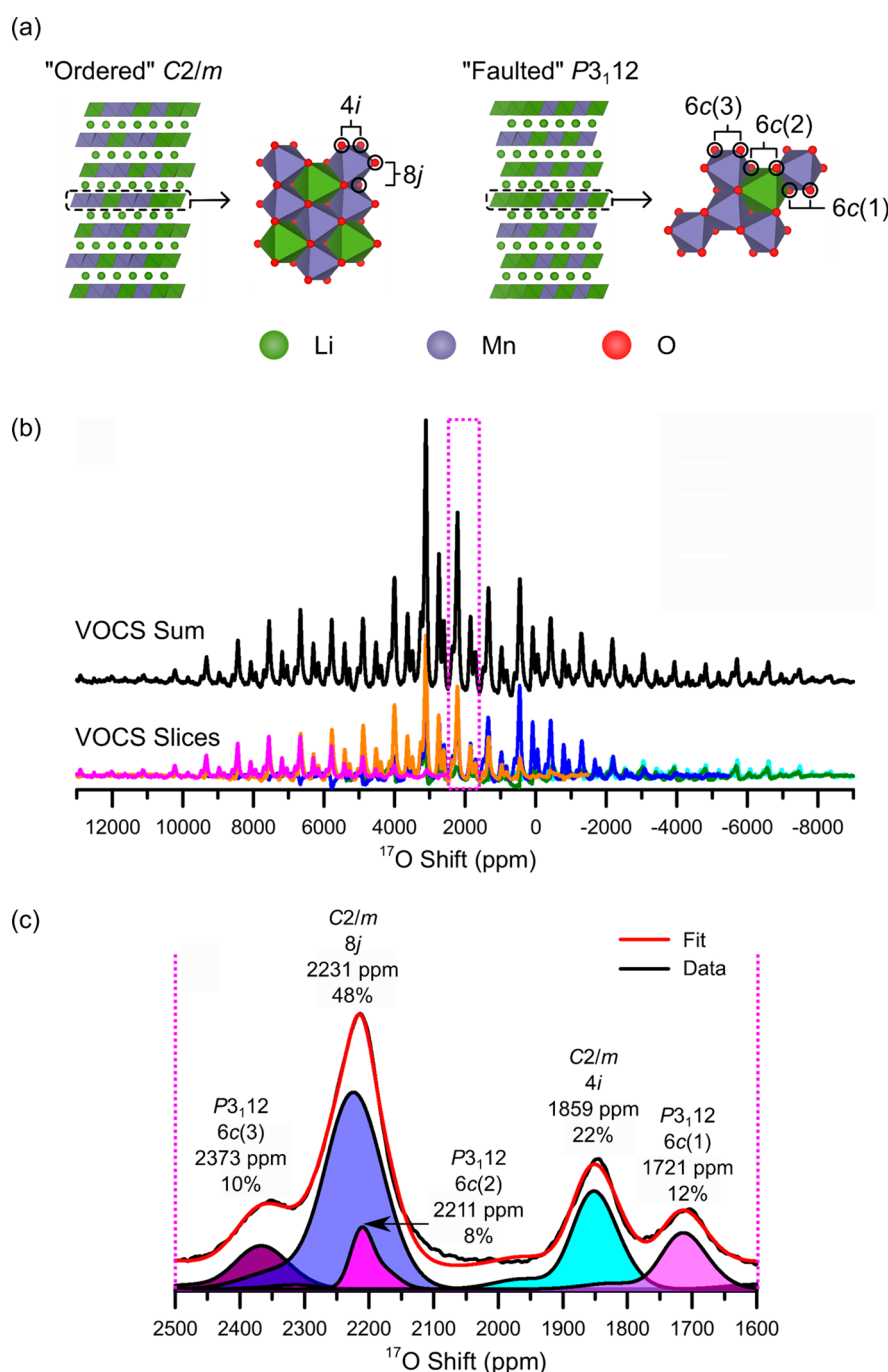 (a)
"Ordered" C2/m
"Faulted" P3₁12
4i
8j
6c(3)
6c(2)
6c(1)
Li
Mn
O
(b)
VOCS Sum
VOCS Slices
12000 10000 8000 6000 4000 2000 0 -2000 -4000 -6000 -8000
¹⁷O Shift (ppm)
(c)
C2/m
8j
2231 ppm
48%
Fit
Data
P3₁12
6c(3)
2373 ppm
10%
P3₁12
6c(2)
2211 ppm
8%
C2/m
4i
1859 ppm
22%
P3₁12
6c(1)
1721 ppm
12%
2500 2400 2300 2200 2100 2000 1900 1800 1700 1600
¹⁷O Shift (ppm)